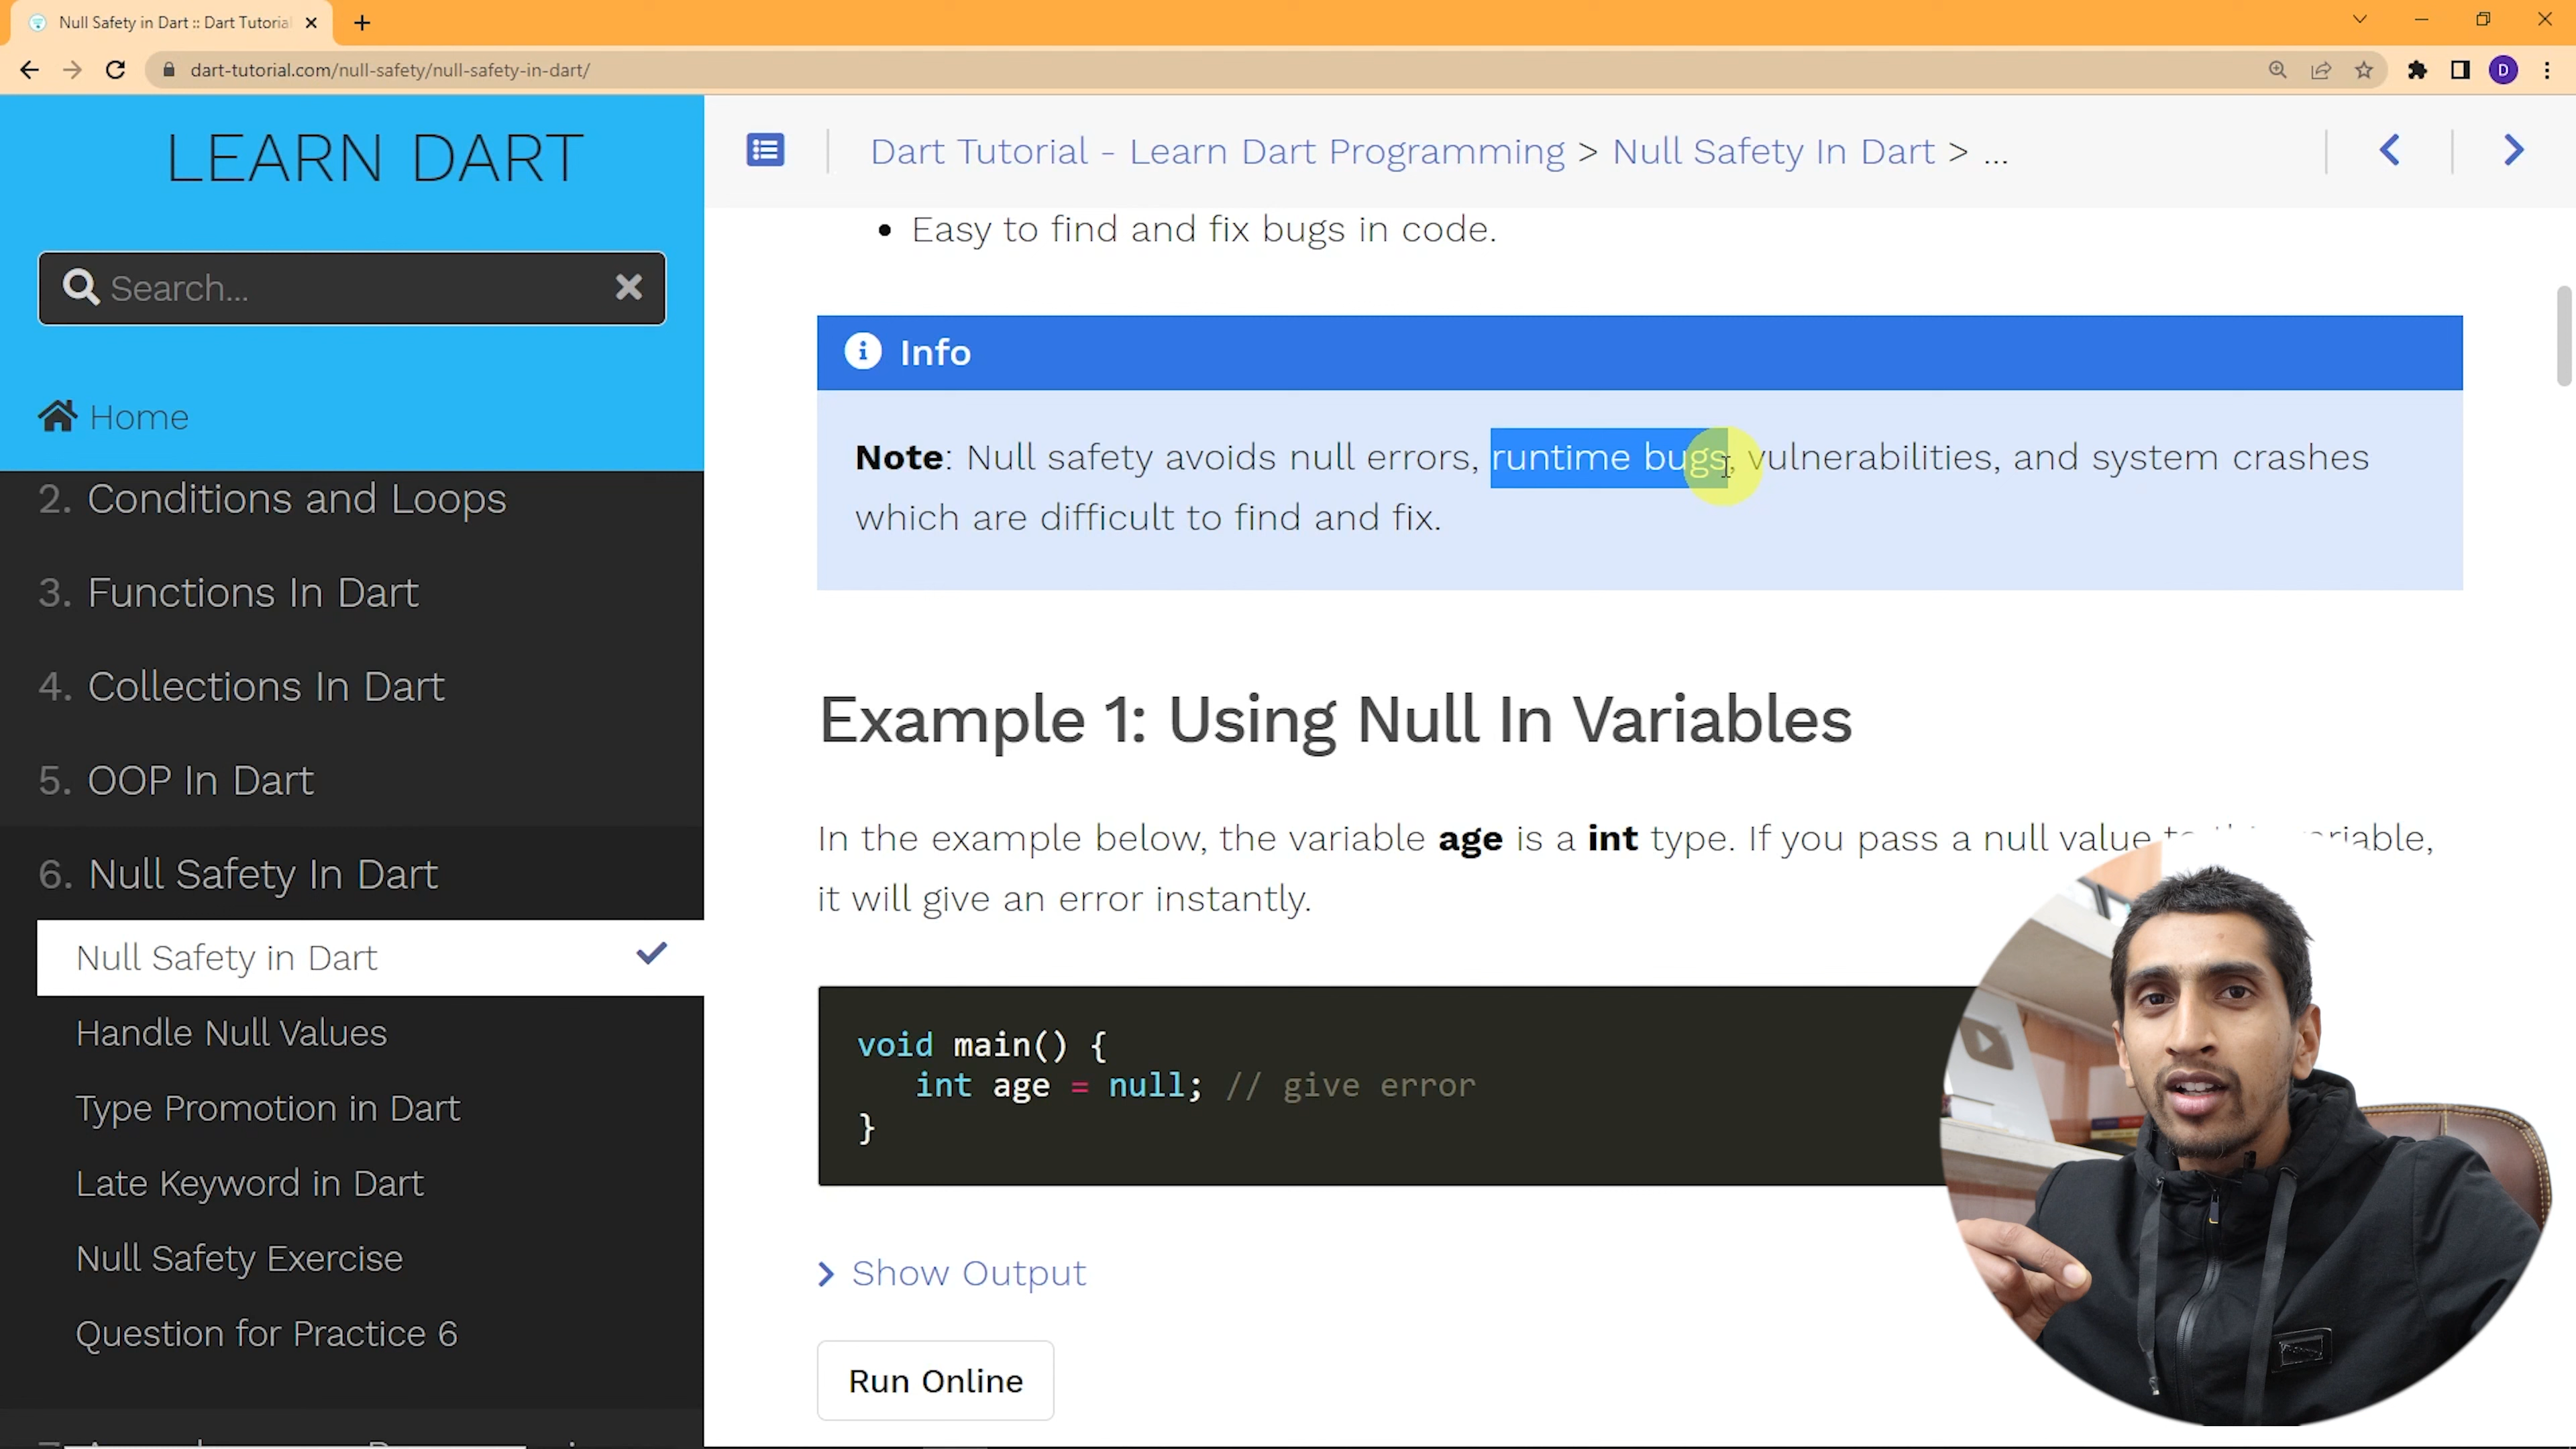 Null Safety in Dart :: Dart Tutorial
dart-tutorial.com/null-safety/null-safety-in-dart/
D
LEARN DART
Search...
Home
2. Conditions and Loops
3. Functions In Dart
4. Collections In Dart
5. OOP In Dart
6. Null Safety In Dart
Null Safety in Dart
Handle Null Values
Type Promotion in Dart
Late Keyword in Dart
Null Safety Exercise
Question for Practice 6
Dart Tutorial - Learn Dart Programming > Null Safety In Dart > ...
• Easy to find and fix bugs in code.
Info
Note: Null safety avoids null errors, runtime bugs, vulnerabilities, and system crashes
which are difficult to find and fix.
Example 1: Using Null In Variables
In the example below, the variable age is a int type. If you pass a null value
it will give an error instantly.
void main() {
int age = null; // give error
}
Show Output
Run Online